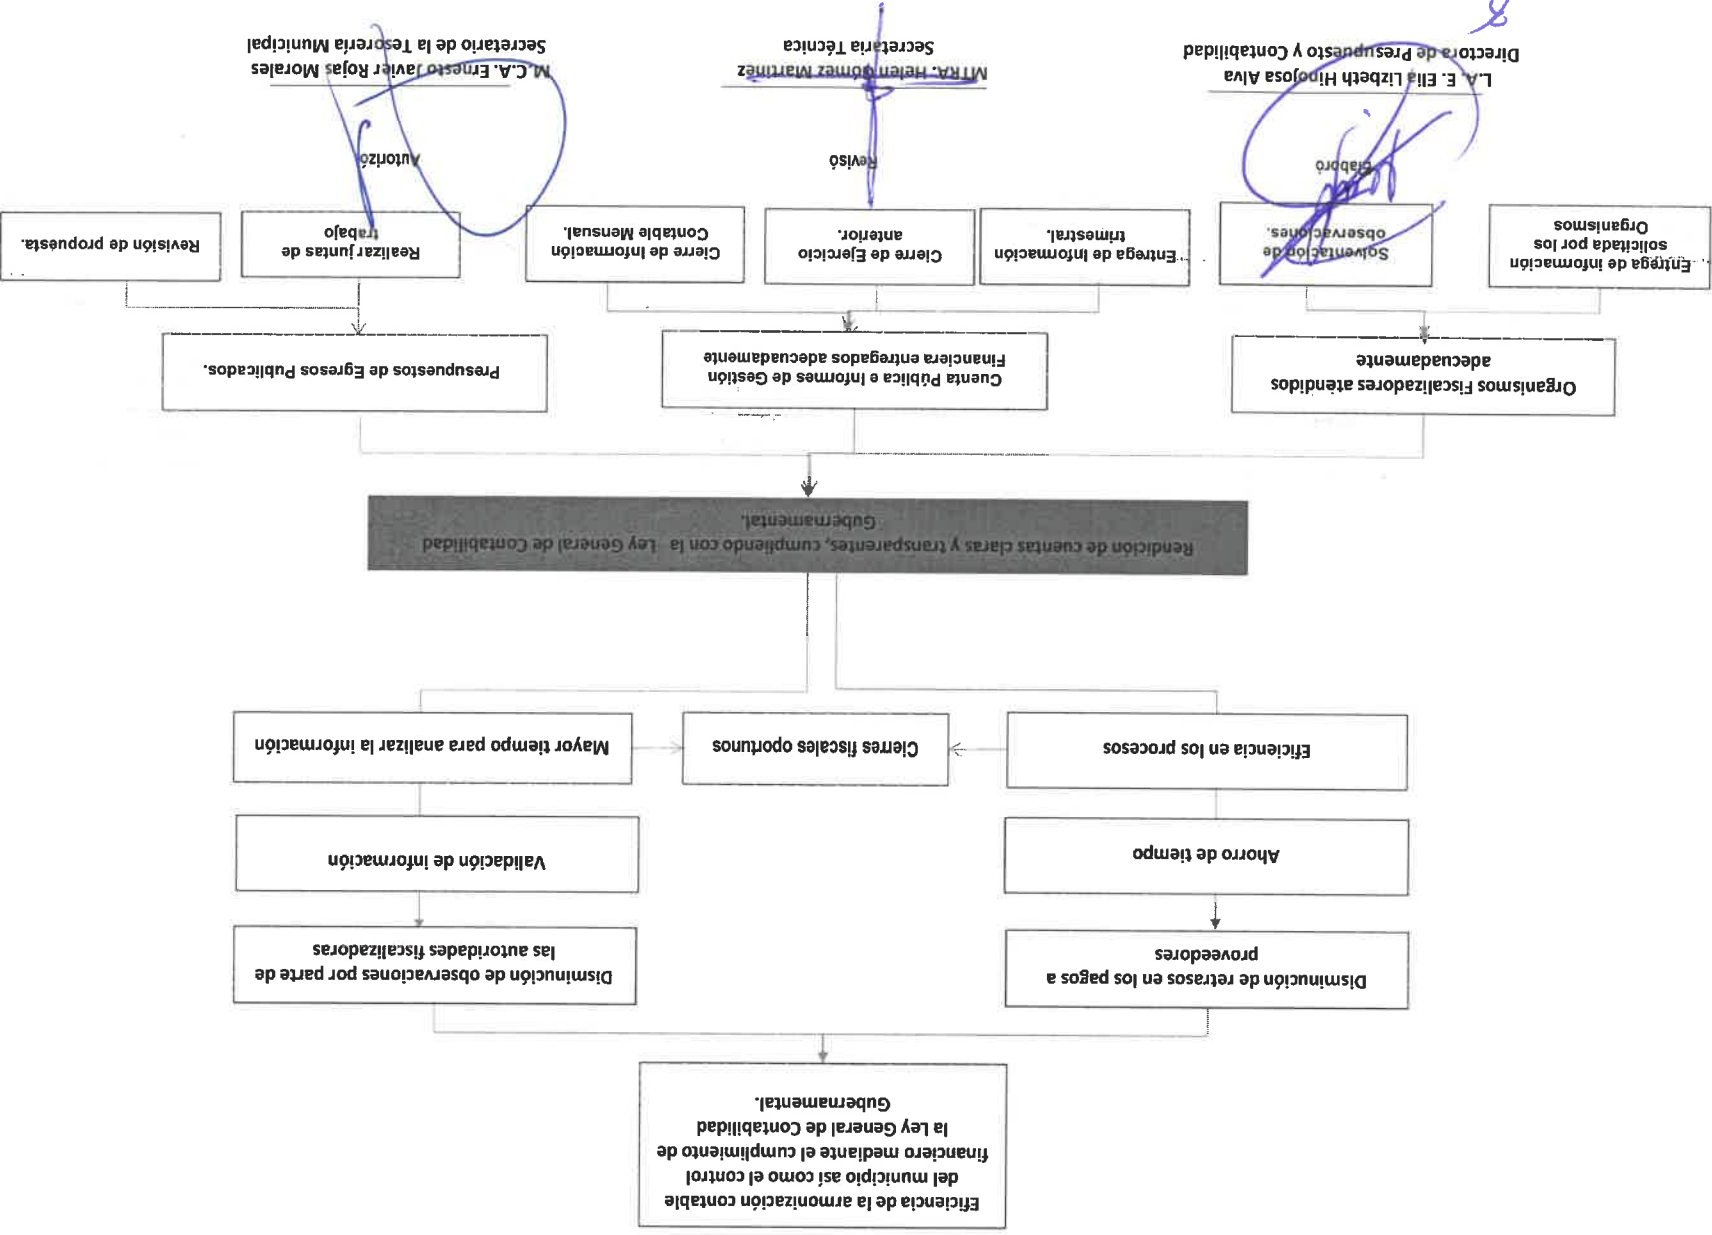 Eficiencia de la armonización contable
del municipio así como el control
financiero mediante el cumplimiento de
la Ley General de Contabilidad
Gubernamental.
Disminución de retrasos en los pagos a
proveedores
Disminución de observaciones por parte de
las autoridades fiscalizadoras
Ahorro de tiempo
Validación de información
Eficiencia en los procesos
Cierres fiscales oportunos
Mayor tiempo para analizar la información
Rendición de cuentas claras y transparentes, cumpliendo con la Ley General de Contabilidad
Gubernamental.
Organismos Fiscalizadores atendidos
adecuadamente
Cuenta Pública e Informes de Gestión
Financiera entregados adecuadamente
Presupuestos de Egresos Publicados.
Entrega de información
solicitada por los
Organismos
Solventación de
observaciones.
Entrega de Información
trimestral.
Cierre de Ejercicio
anterior.
Cierre de Información
Contable Mensual.
Realizar juntas de
trabajo
Revisión de propuesta.
Elaboró
L.A. E. Elia Lizbeth Hinojosa Alva
Directora de Presupuesto y Contabilidad
Revisó
MTRA. Helen Gómez Martínez
Secretaria Técnica
Autorizó
M.C.A. Ernesto Javier Rojas Morales
Secretario de la Tesorería Municipal